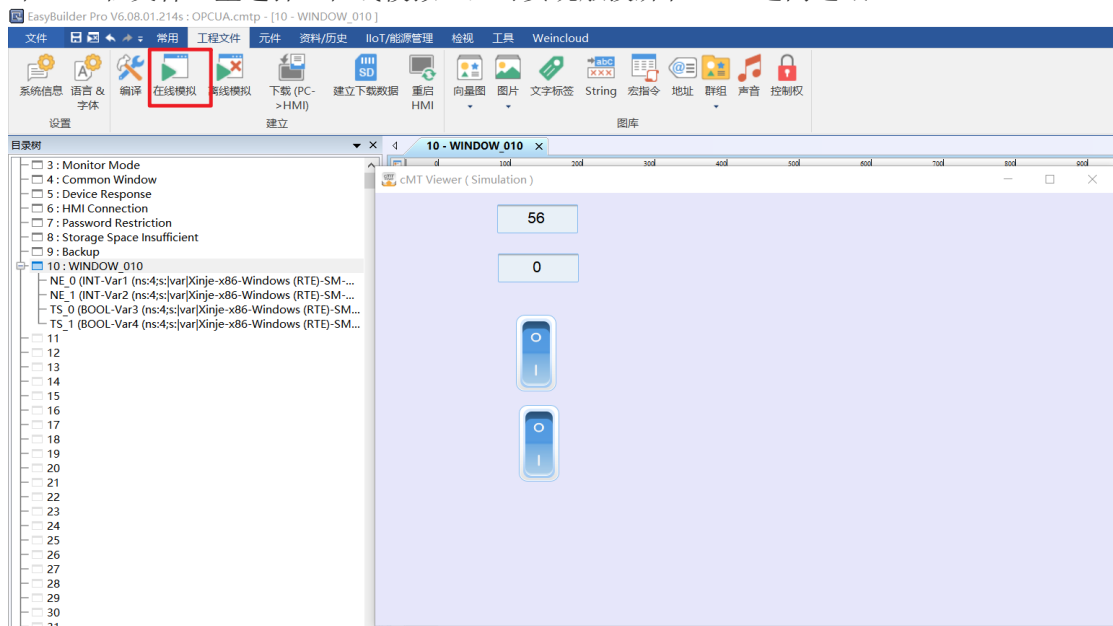 EasyBuilder Pro V6.08.01.214s : OPCUA.cmtp - [10 - WINDOW_010 ]
文件 常用 工程文件 元件 资料/历史 IIoT/能源管理 检视 工具 Weincloud
系统信息 语言 & 字体 编译 在线模拟 离线模拟 下载 (PC->HMI) 建立下载数据 重启 HMI 向量图 图片 文字标签 String 宏指令 地址 群组 声音 控制权
设置 建立 图库
目录树
10 - WINDOW_010
0 100 200 300 400 500 600 700 800 900
3 : Monitor Mode
4 : Common Window
5 : Device Response
6 : HMI Connection
7 : Password Restriction
8 : Storage Space Insufficient
9 : Backup
10 : WINDOW_010
NE_0 (INT-Var1 (ns:4;s:|var|Xinje-x86-Windows (RTE)-SM-...
NE_1 (INT-Var2 (ns:4;s:|var|Xinje-x86-Windows (RTE)-SM-...
TS_0 (BOOL-Var3 (ns:4;s:|var|Xinje-x86-Windows (RTE)-SM...
TS_1 (BOOL-Var4 (ns:4;s:|var|Xinje-x86-Windows (RTE)-SM...
11
12
13
14
15
16
17
18
19
20
21
22
23
24
25
26
27
28
29
30
cMT Viewer ( Simulation )
56
0